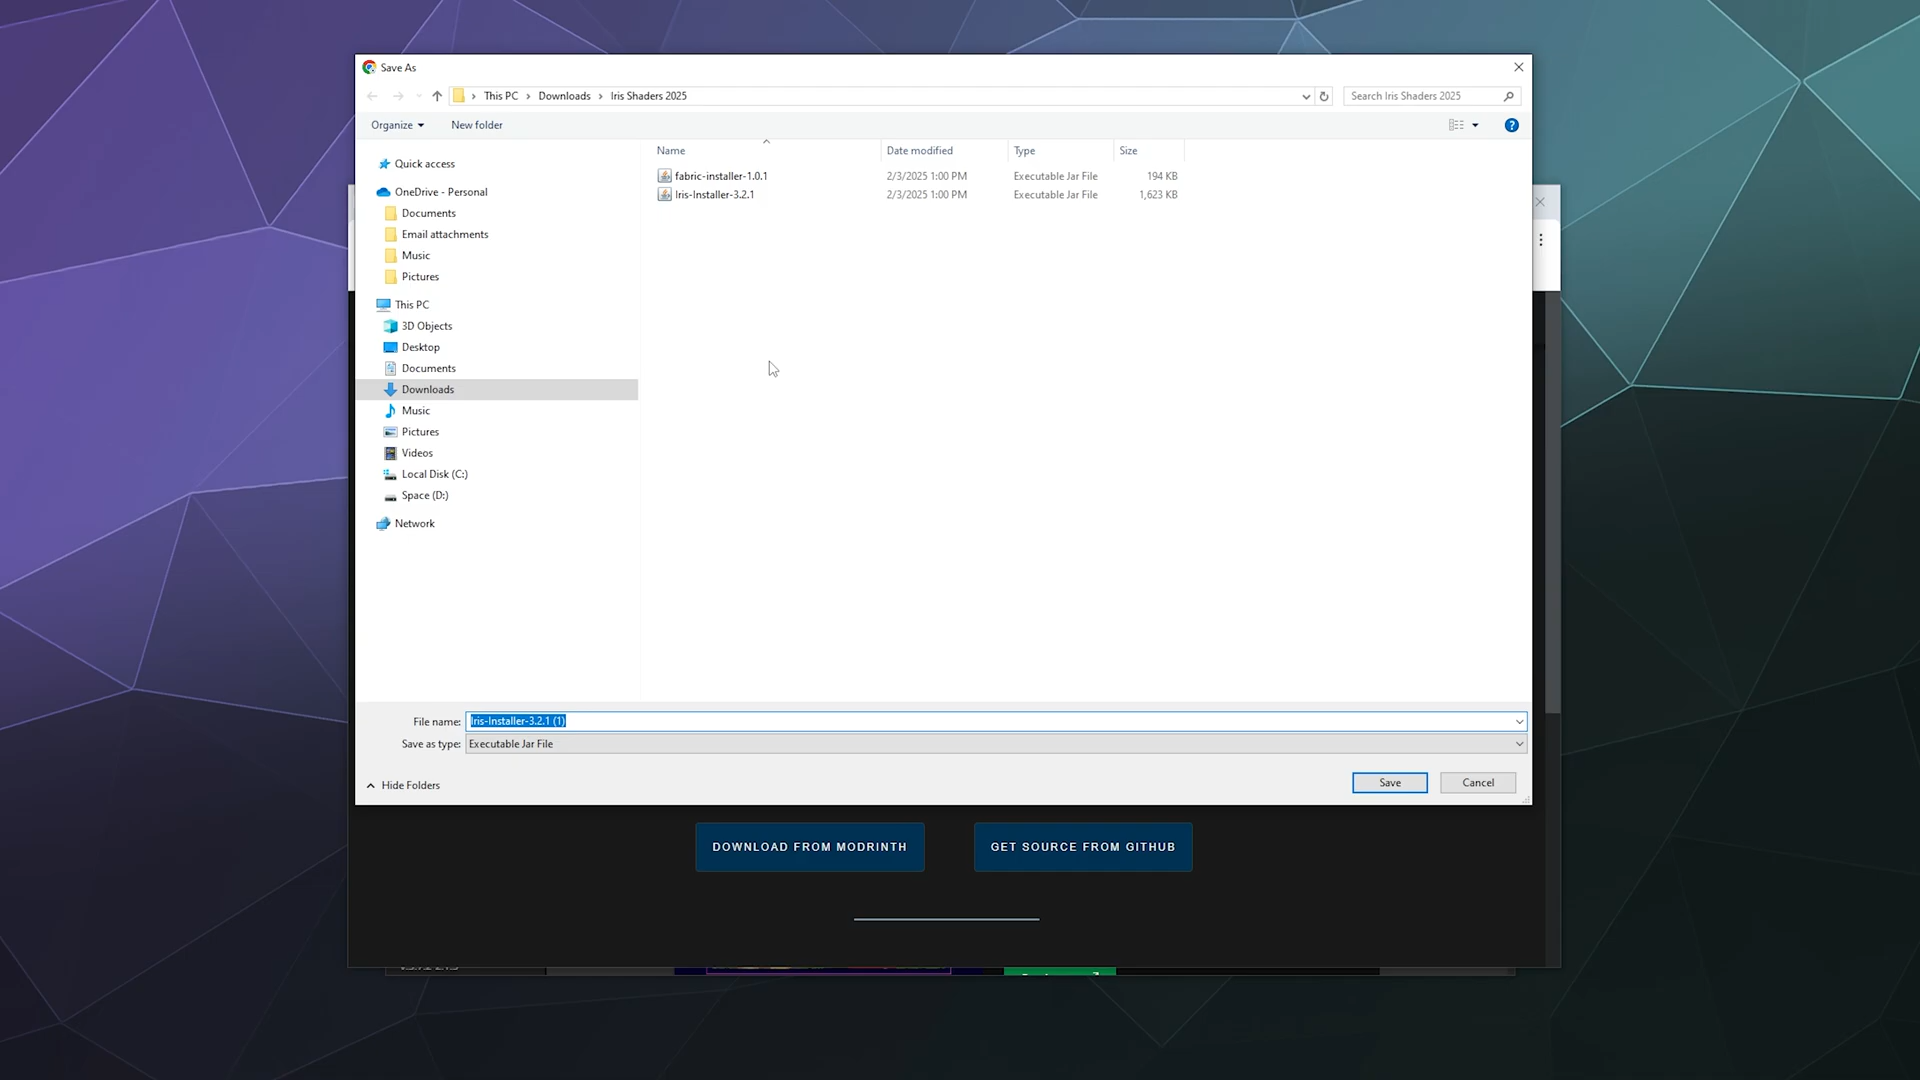 Save As
This PC > Downloads > Iris Shaders 2025
Search Iris Shaders 2025
Organize
New folder
Name Date modified Type Size
fabric-installer-1.0.1 2/3/2025 1:00 PM Executable Jar File 194 KB
Iris-Installer-3.2.1 2/3/2025 1:00 PM Executable Jar File 1,623 KB
Quick access
OneDrive - Personal
Documents
Email attachments
Music
Pictures
This PC
3D Objects
Desktop
Documents
Downloads
Music
Pictures
Videos
Local Disk (C:)
Space (D:)
Network
File name: Iris-Installer-3.2.1 (1)
Save as type: Executable Jar File
Hide Folders
Save
Cancel
DOWNLOAD FROM MODRINTH
GET SOURCE FROM GITHUB